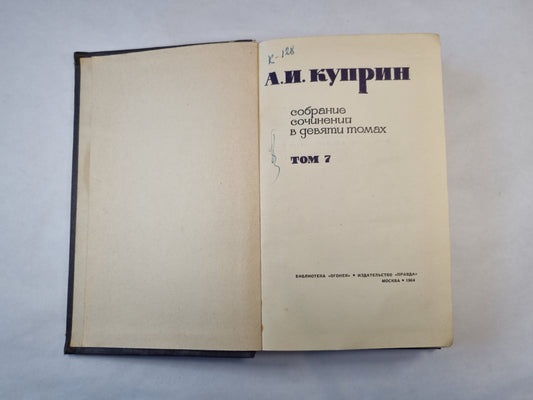 К-128
А.И. КУПРИН
собрание
сочинений
в девяти томах
ТОМ 7
БИБЛИОТЕКА «ОГОНЕК» • ИЗДАТЕЛЬСТВО «ПРАВДА»
МОСКВА • 1964